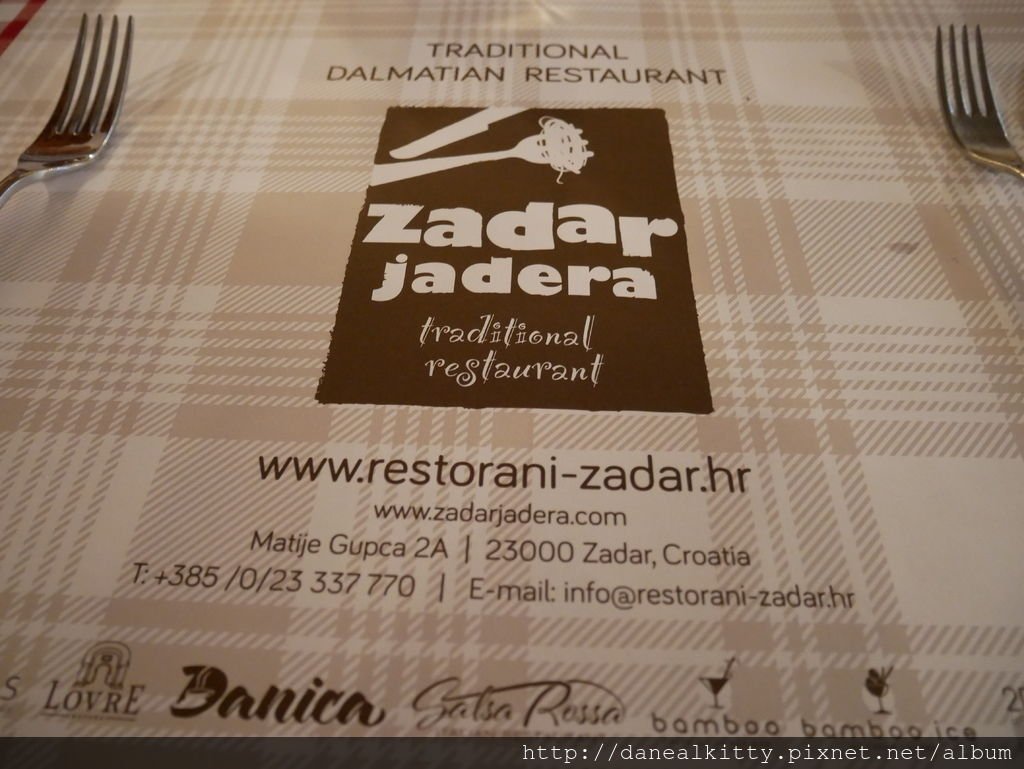 TRADITIONAL
DALMATIAN RESTAURANT
zadar
jadera
traditional
restaurant
www.restorani-zadar.hr
www.zadarjadera.com
Matije Gupca 2A | 23000 Zadar, Croatia
T: +385 /0/23 337 770 | E-mail: info@restorani-zadar.hr
LOVRE Danica Salsa Rossa bamboo bamboo ice
http://danealkitty.pixnet.net/album